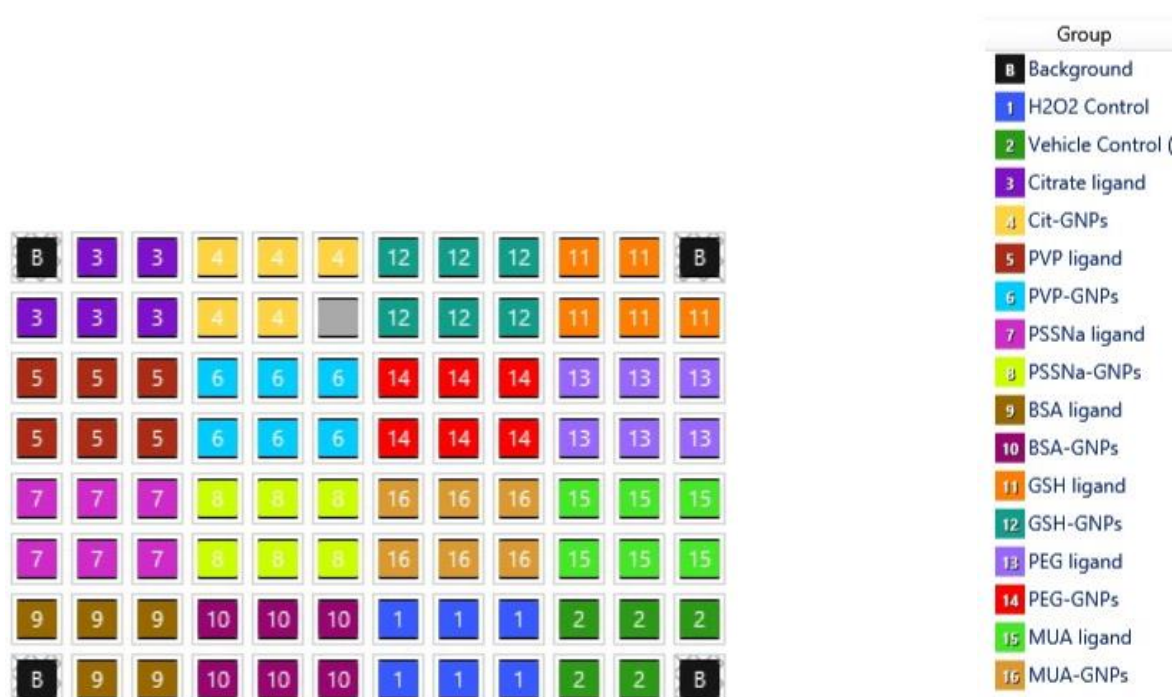 Group
B Background
1 H2O2 Control
2 Vehicle Control (
3 Citrate ligand
4 Cit-GNPs
5 PVP ligand
6 PVP-GNPs
7 PSSNa ligand
8 PSSNa-GNPs
9 BSA ligand
10 BSA-GNPs
11 GSH ligand
12 GSH-GNPs
13 PEG ligand
14 PEG-GNPs
15 MUA ligand
16 MUA-GNPs
B 3 3 4 4 4 12 12 12 11 11 B
3 3 3 4 4 12 12 12 11 11 11
5 5 5 6 6 6 14 14 14 13 13 13
5 5 5 6 6 6 14 14 14 13 13 13
7 7 7 8 8 8 16 16 16 15 15 15
7 7 7 8 8 8 16 16 16 15 15 15
9 9 9 10 10 10 1 1 1 2 2 2
B 9 9 10 10 10 1 1 1 2 2 B